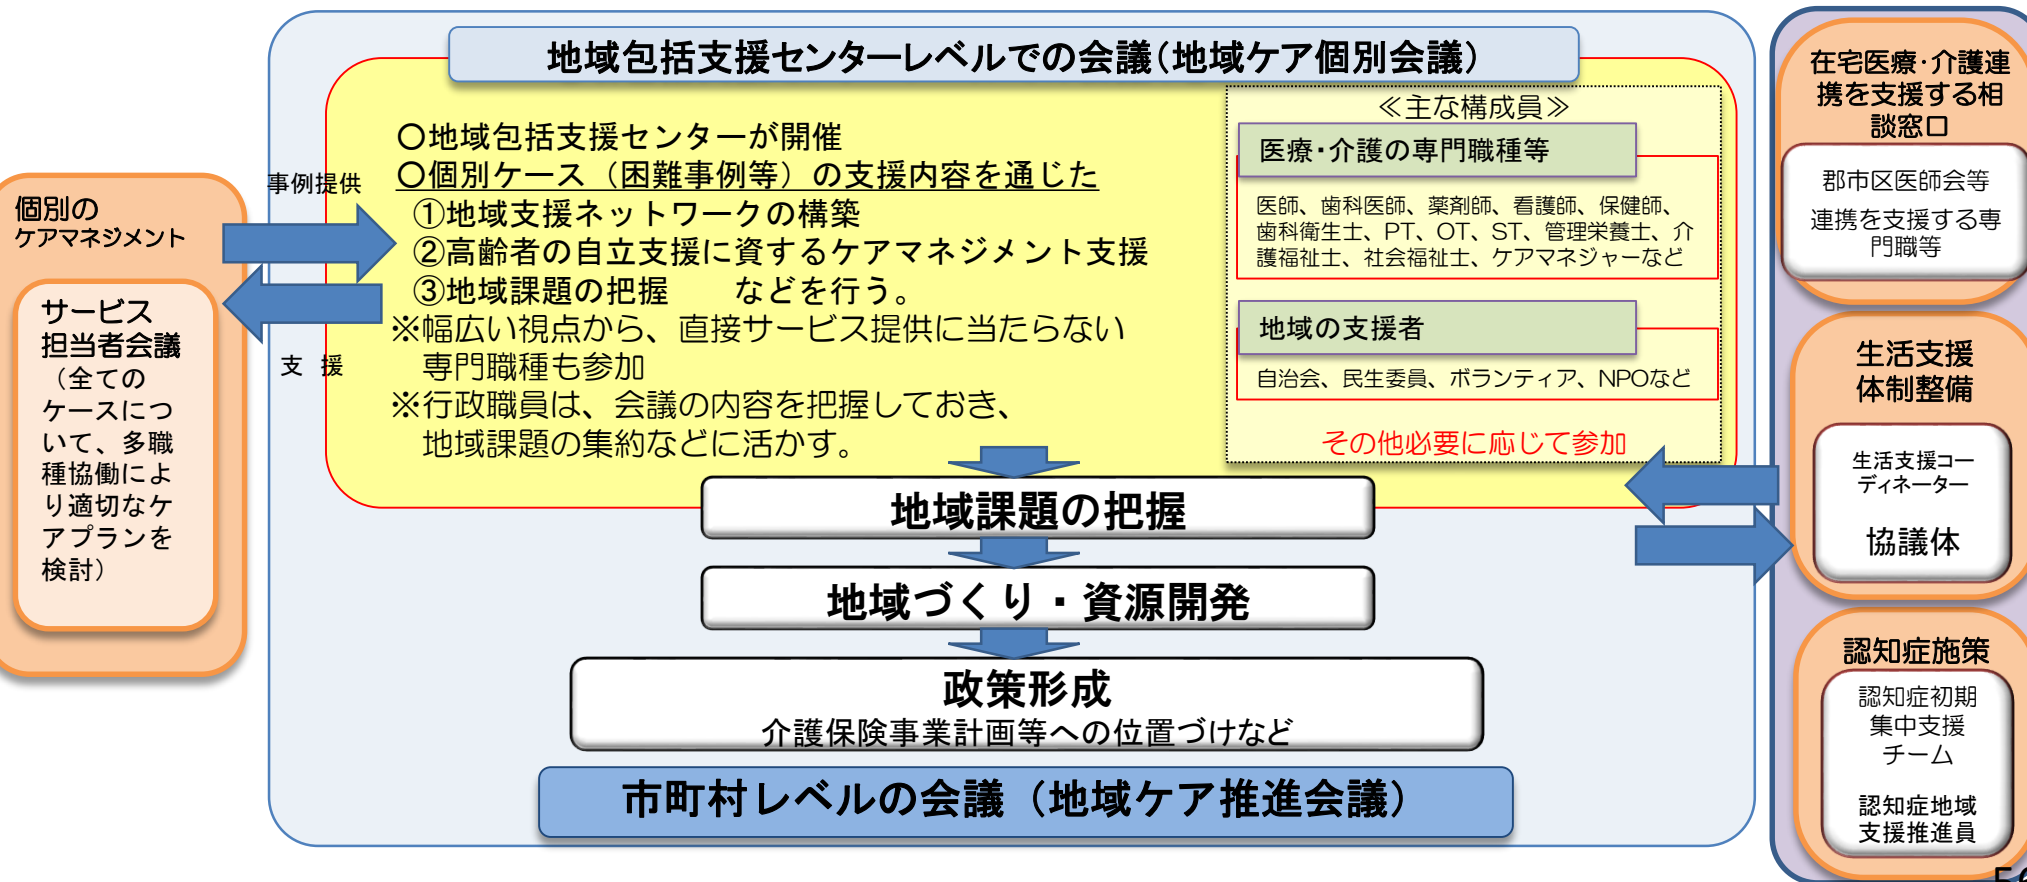 地域包括支援センターレベルでの会議(地域ケア個別会議)
〇地域包括支援センターが開催
〇個別ケース（困難事例等）の支援内容を通じた
①地域支援ネットワークの構築
②高齢者の自立支援に資するケアマネジメント支援
③地域課題の把握　　などを行う。
※幅広い視点から、直接サービス提供に当たらない
専門職種も参加
※行政職員は、会議の内容を把握しておき、
地域課題の集約などに活かす。
≪主な構成員≫
医療・介護の専門職種等
医師、歯科医師、薬剤師、看護師、保健師、
歯科衛生士、PT、OT、ST、管理栄養士、介
護福祉士、社会福祉士、ケアマネジャーなど
地域の支援者
自治会、民生委員、ボランティア、NPOなど
その他必要に応じて参加
事例提供
支　援
個別の
ケアマネジメント
サービス
担当者会議
（全ての
ケースにつ
いて、多職
種協働によ
り適切なケ
アプランを
検討）
地域課題の把握
地域づくり・資源開発
政策形成
介護保険事業計画等への位置づけなど
市町村レベルの会議（地域ケア推進会議）
在宅医療・介護連
携を支援する相
談窓口
郡市区医師会等
連携を支援する専
門職等
生活支援
体制整備
生活支援コー
ディネーター
協議体
認知症施策
認知症初期
集中支援
チーム
認知症地域
支援推進員